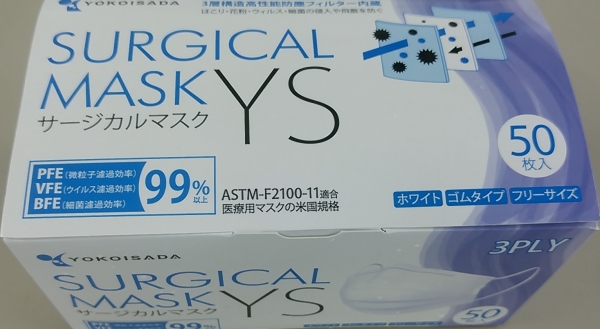 YOKOISADA
3層構造高性能防塵フィルター内蔵
ほこり・花粉・ウィルス・細菌の侵入や飛散を防ぐ
SURGICAL
MASK YS
サージカルマスク
50
枚入
PFE(微粒子濾過効率)
VFE(ウイルス濾過効率)
BFE(細菌濾過効率)
99%以上
ASTM-F2100-11適合
医療用マスクの米国規格
ホワイト ゴムタイプ フリーサイズ
YOKOISADA
3PLY
SURGICAL
MASK YS
サージカルマスク
50
99%